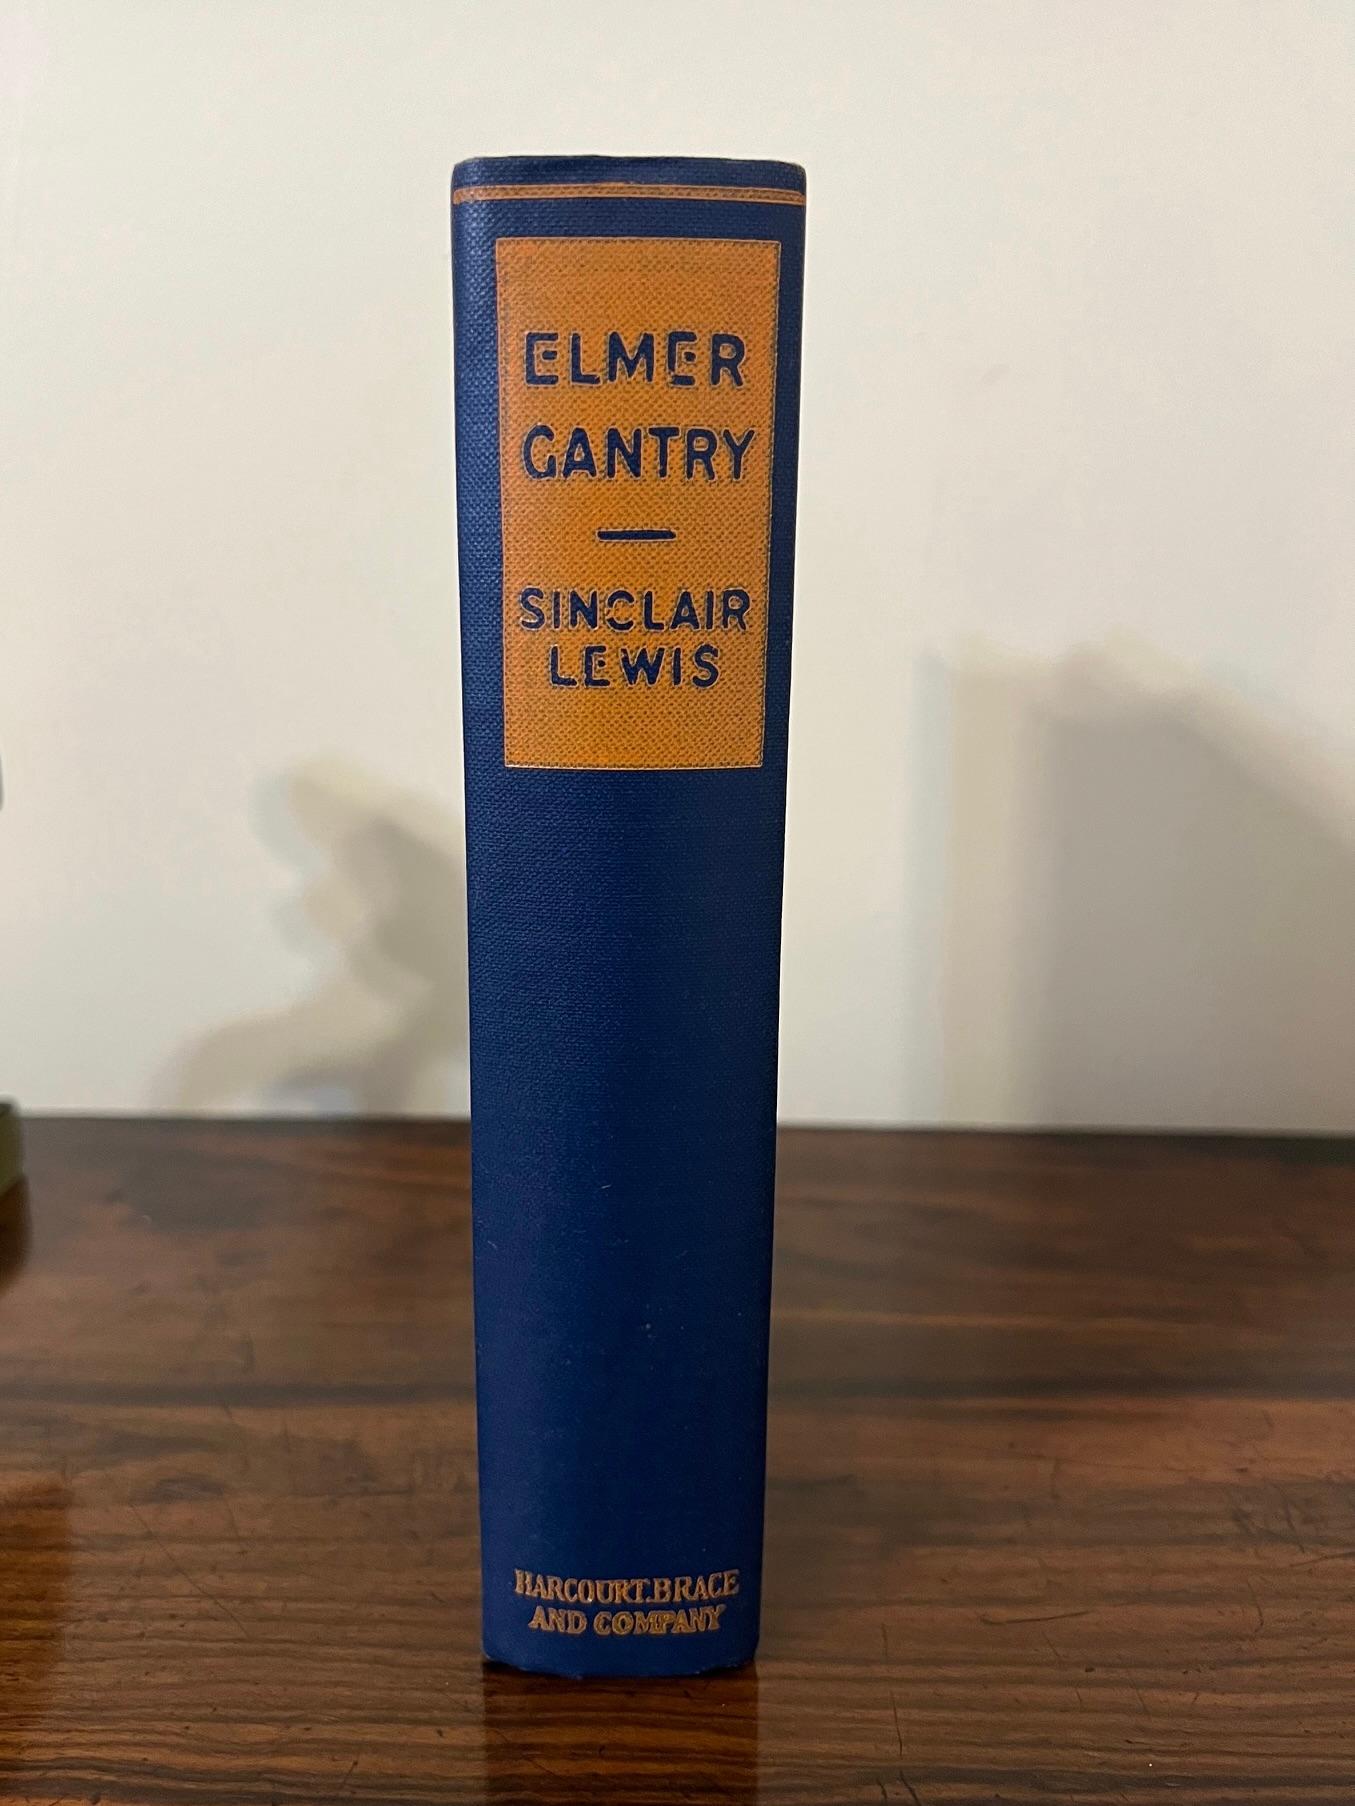 ELMER
GANTRY
—
SINCLAIR
LEWIS
HARCOURT, BRACE
AND COMPANY